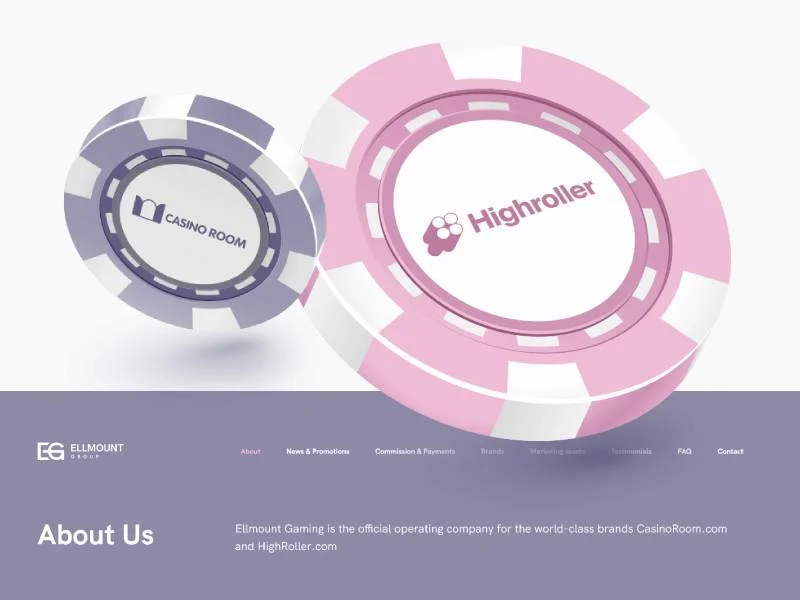 CASINO ROOM
Highroller
EG ELLMOUNT
GROUP
About News & Promotions Commission & Payments Brands Marketing assets Testimonials FAQ Contact
About Us
Ellmount Gaming is the official operating company for the world-class brands CasinoRoom.com
and HighRoller.com